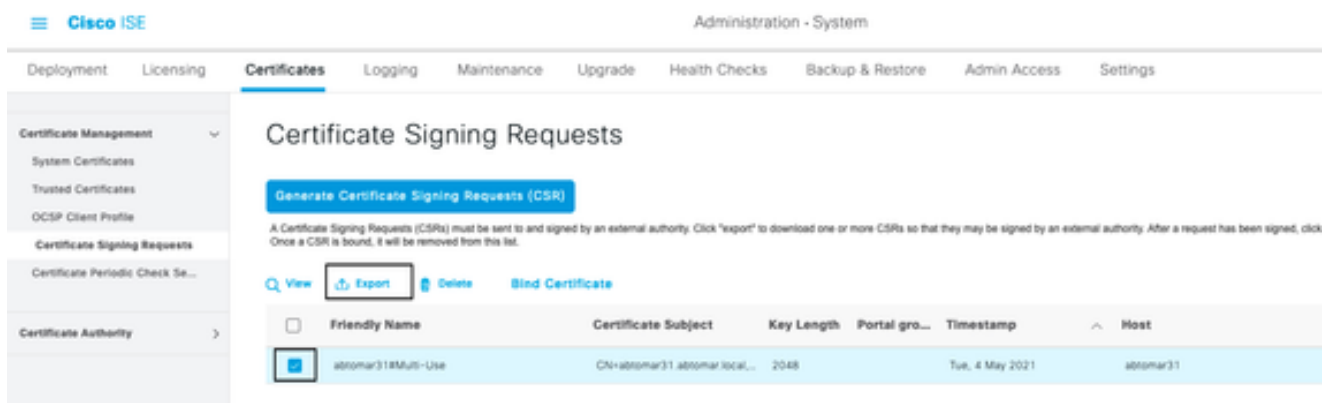 Cisco ISE
Administration - System
Deployment Licensing Certificates Logging Maintenance Upgrade Health Checks Backup & Restore Admin Access Settings
Certificate Management
System Certificates
Trusted Certificates
OCSP Client Profile
Certificate Signing Requests
Certificate Periodic Check Se...
Certificate Authority
Certificate Signing Requests
Generate Certificate Signing Requests (CSR)
A Certificate Signing Requests (CSRs) must be sent to and signed by an external authority. Click "export" to download one or more CSRs so that they may be signed by an external authority. After a request has been signed, click
Once a CSR is bound, it will be removed from this list.
View Export Delete Bind Certificate
Friendly Name Certificate Subject Key Length Portal gro... Timestamp Host
abtomar31#Multi-Use CN=abtomar31.abtomar.local,... 2048 Tue, 4 May 2021 abtomar31